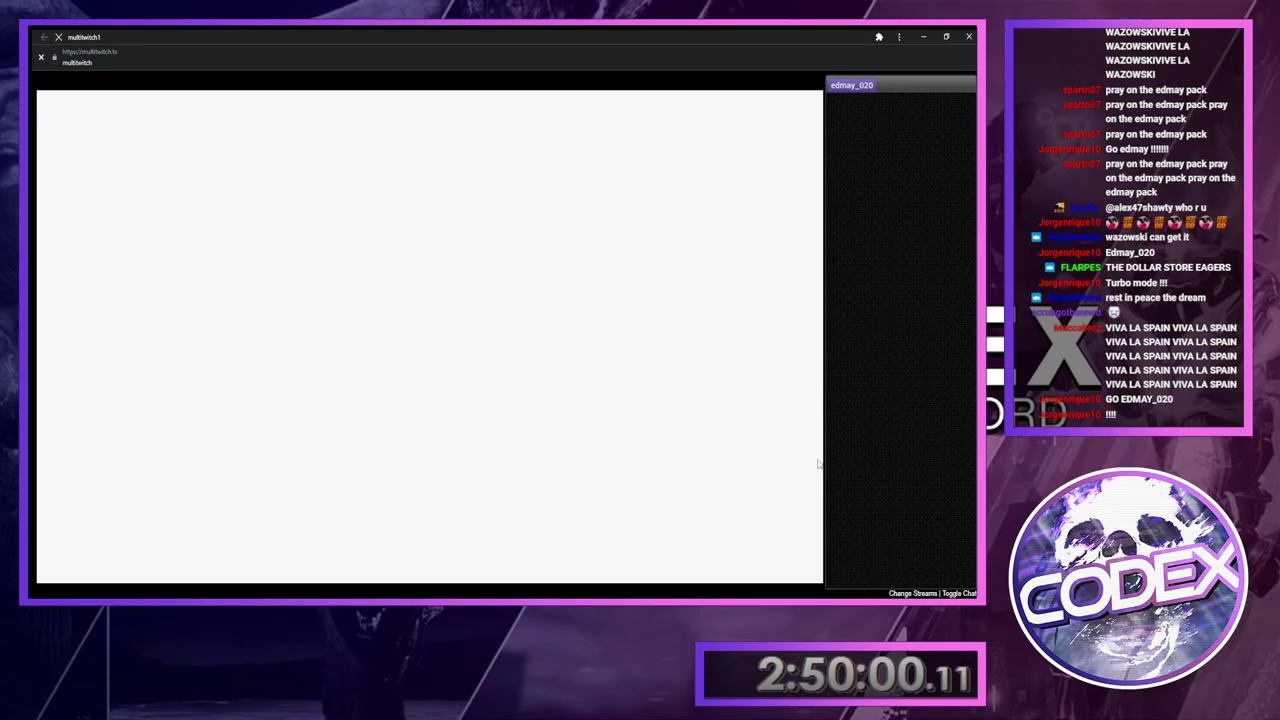 multitwitch1
https://multitwitch.tv
multitwitch
edmay_020
Change Streams | Toggle Chat
WAZOWSKIVIVE LA
WAZOWSKIVIVE LA
WAZOWSKIVIVE LA
WAZOWSKI
spartn07 pray on the edmay pack
spartn07 pray on the edmay pack pray
on the edmay pack
spartn07 pray on the edmay pack
Jorgenrique10 Go edmay !!!!!!!
spartn07 pray on the edmay pack pray
on the edmay pack pray on the
edmay pack
@alex47shawty who r u
Jorgenrique10
wazowski can get it
Jorgenrique10 Edmay_020
FLARPES THE DOLLAR STORE EAGERS
Jorgenrique10 Turbo mode !!!
rest in peace the dream
VIVA LA SPAIN VIVA LA SPAIN
VIVA LA SPAIN VIVA LA SPAIN
VIVA LA SPAIN VIVA LA SPAIN
VIVA LA SPAIN VIVA LA SPAIN
VIVA LA SPAIN VIVA LA SPAIN
Jorgenrique10 GO EDMAY_020
Jorgenrique10 !!!!
CODEX
2:50:00.11